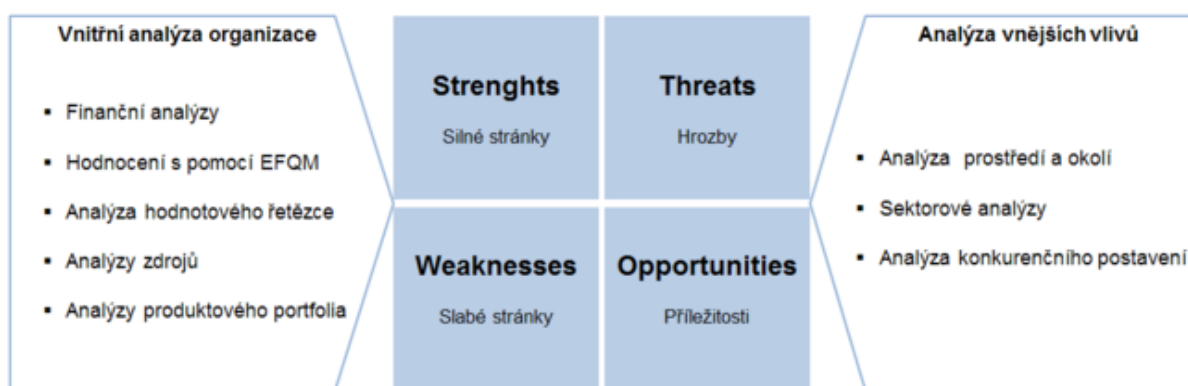 Vnitřní analýza organizace
▪ Finanční analýzy
▪ Hodnocení s pomocí EFQM
▪ Analýza hodnotového řetězce
▪ Analýzy zdrojů
▪ Analýzy produktového portfolia
Strenghts
Silné stránky
Threats
Hrozby
Weaknesses
Slabé stránky
Opportunities
Příležitosti
Analýza vnějších vlivů
▪ Analýza prostředí a okolí
▪ Sektorové analýzy
▪ Analýza konkurenčního postavení